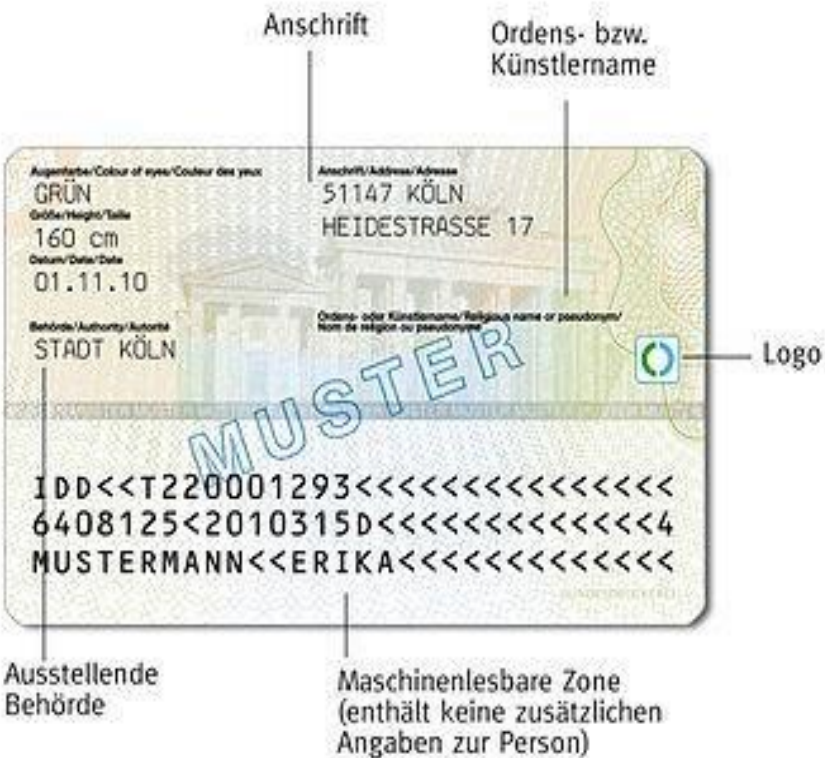 Anschrift
Ordens- bzw.
Künstlername
Augenfarbe/Colour of eyes/Couleur des yeux
GRÜN
Größe/Height/Taille
160 cm
Datum/Date/Date
01.11.10
Behörde/Authority/Autorité
STADT KÖLN
Anschrift/Address/Adresse
51147 KÖLN
HEIDESTRASSE 17
Ordens- oder Künstlername/Religious name or pseudonym/
Nom de religion ou pseudonyme
Logo
MUSTER
IDD<<T220001293<<<<<<<<<<<<<<<
6408125<2010315D<<<<<<<<<<<<<4
MUSTERMANN<<ERIKA<<<<<<<<<<<<<
BUNDESDRUCKEREI
Ausstellende
Behörde
Maschinenlesbare Zone
(enthält keine zusätzlichen
Angaben zur Person)